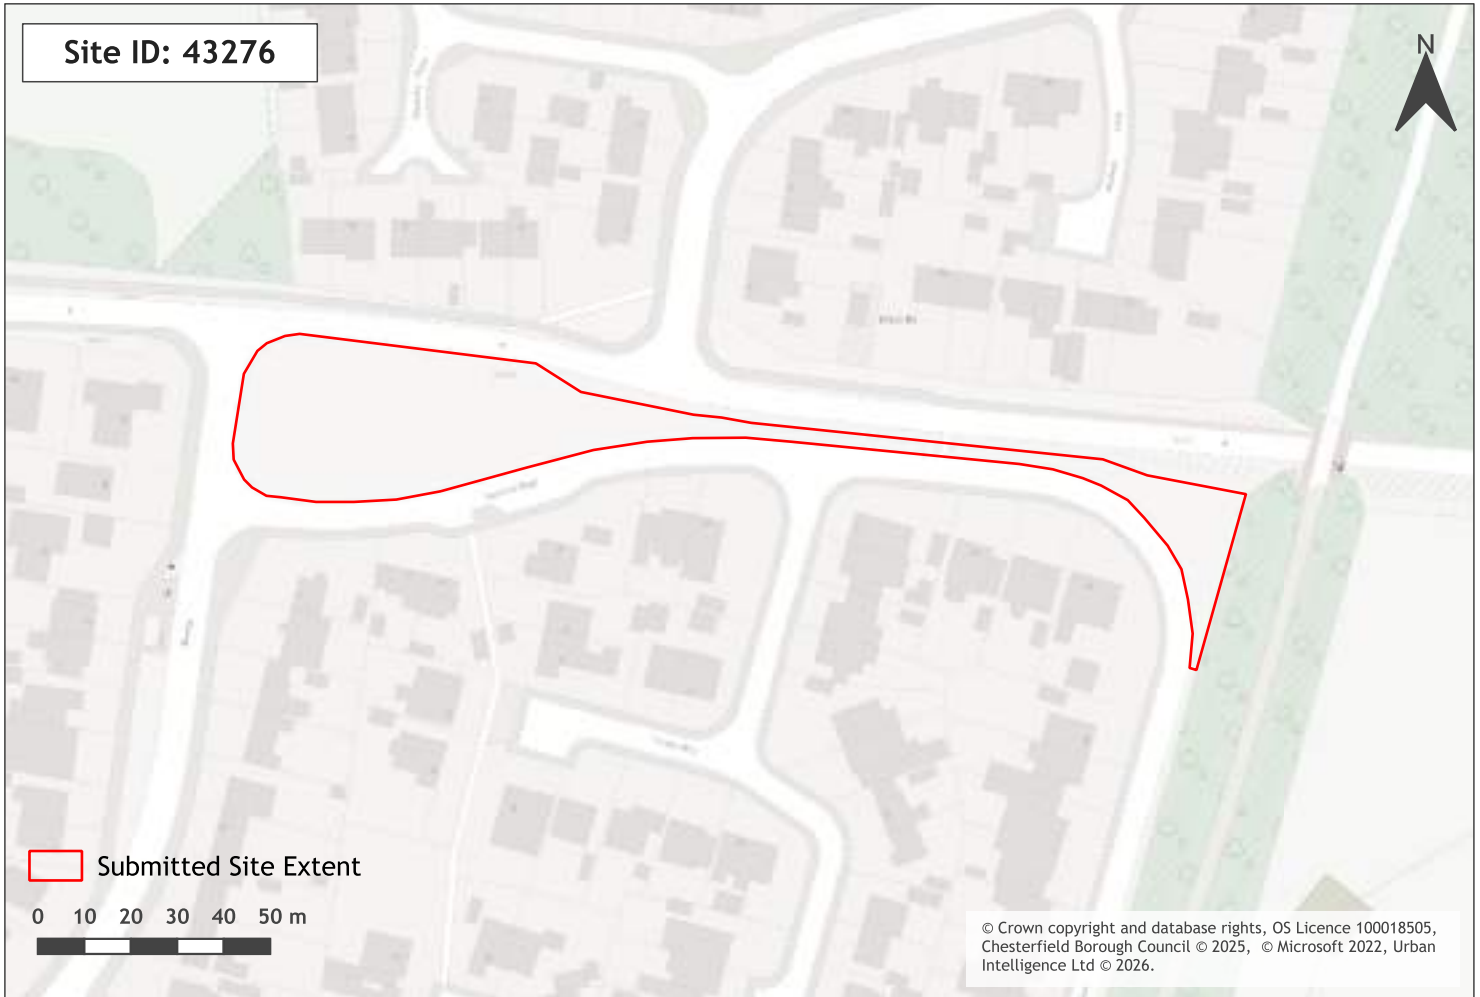 Site ID: 43276
N
Submitted Site Extent
0 10 20 30 40 50 m
© Crown copyright and database rights, OS Licence 100018505,
Chesterfield Borough Council © 2025, © Microsoft 2022, Urban
Intelligence Ltd © 2026.